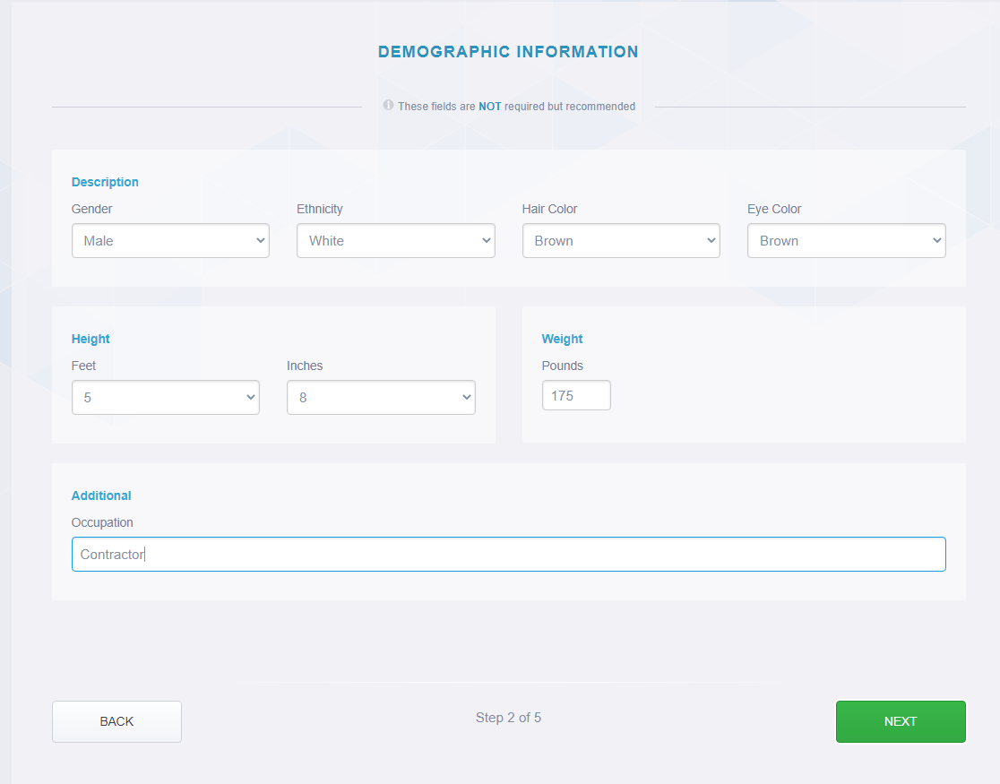 DEMOGRAPHIC INFORMATION
These fields are NOT required but recommended
Description
Gender Ethnicity Hair Color Eye Color
Male White Brown Brown
Height Weight
Feet Inches Pounds
5 8 175
Additional
Occupation
Contractor
BACK Step 2 of 5 NEXT